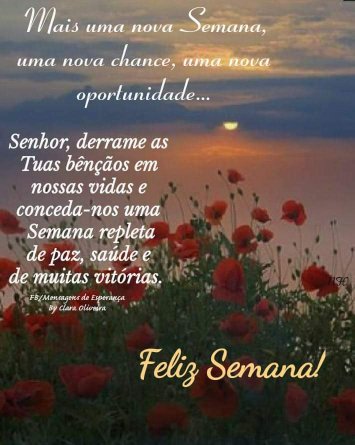 Mais uma nova Semana,
uma nova chance, uma nova
oportunidade...
Senhor, derrame as
Tuas bênçãos em
nossas vidas e
conceda-nos uma
Semana repleta
de paz, saúde e
de muitas vitórias.
FB/Mensagens de Esperança
By Clara Oliveira
Feliz Semana!